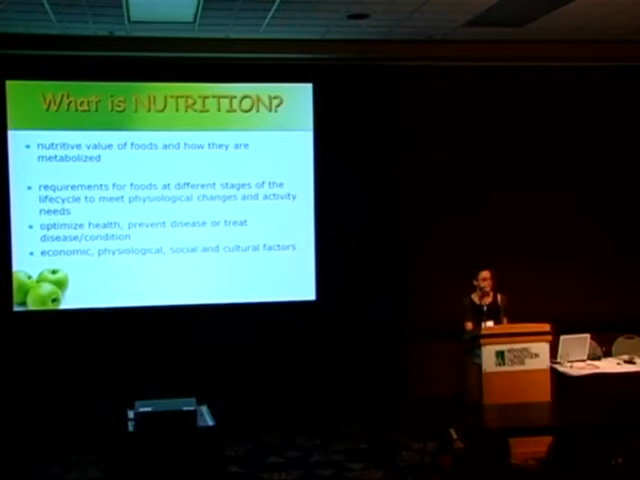 What is NUTRITION?
nutritive value of foods and how they are
metabolized
requirements for foods at different stages of the
lifecycle to meet physiological changes and activity
needs
optimize health, prevent disease or treat
disease/condition
economic, physiological, social and cultural factors
CONVENTION